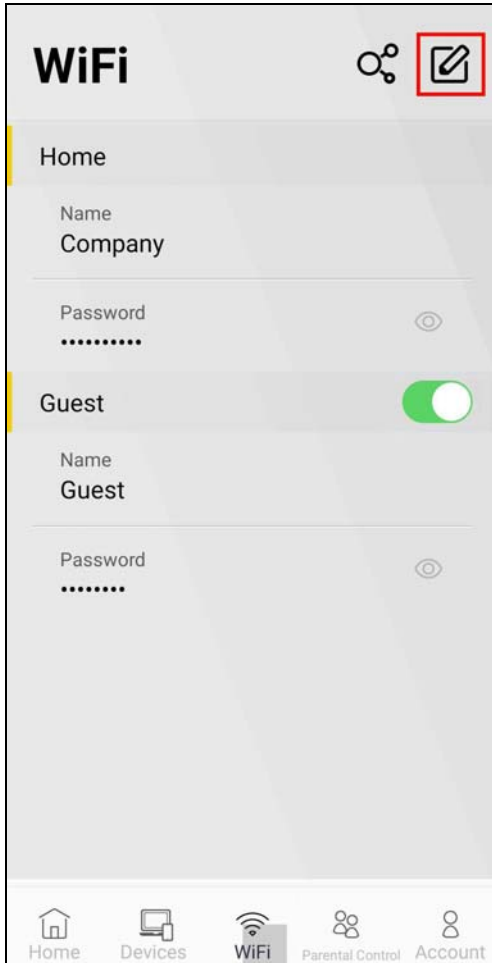 WiFi
Home
Name
Company
Password
••••••••••
Guest
Name
Guest
Password
••••••••
Home Devices WiFi Parental Control Account